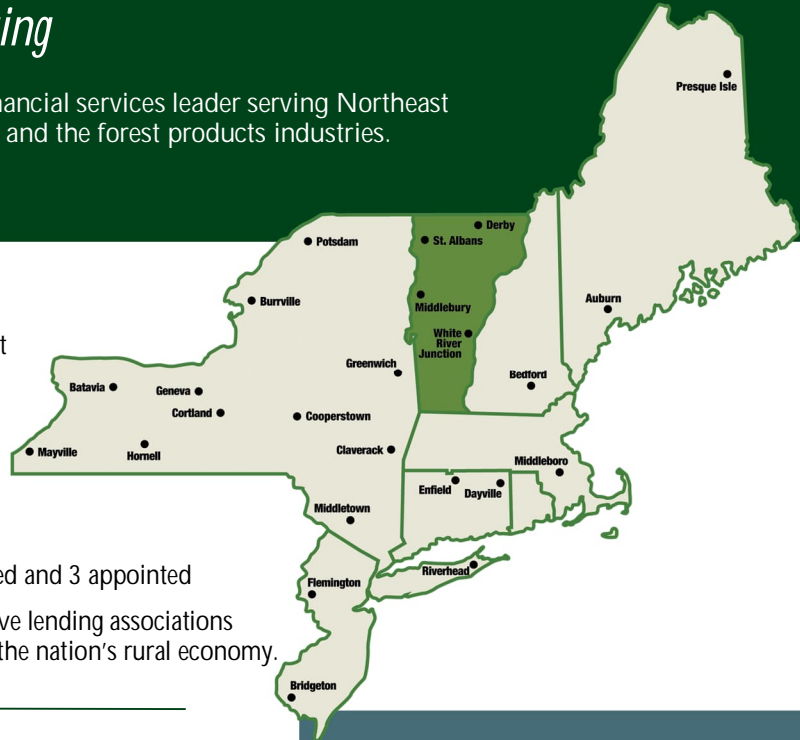 ing
nancial services leader serving Northeast
and the forest products industries.
Presque Isle
Derby
St. Albans
Potsdam
Burrville
Middlebury
Auburn
White
River
Junction
t
Greenwich
Bedford
Batavia
Geneva
Cortland
Cooperstown
Mayville
Hornell
Claverack
Middleboro
Enfield
Dayville
Middletown
Riverhead
ed and 3 appointed
Flemington
ve lending associations
the nation's rural economy.
Bridgeton